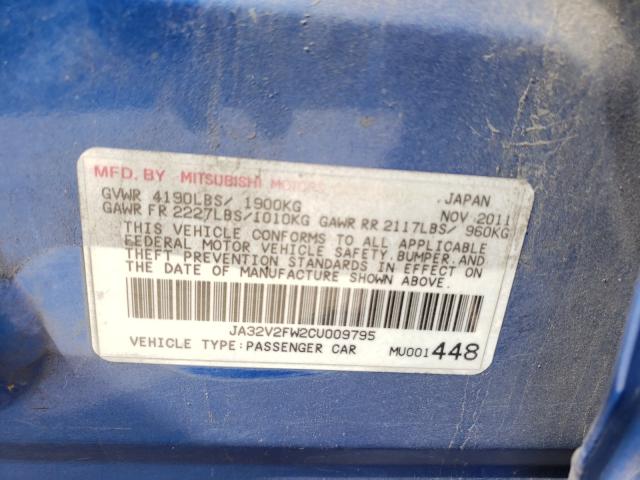 MFD. BY MITSUBISHI MOTORS JAPAN
GVWR 4190LBS/ 1900KG NOV 2011
GAWR FR 2227LBS/1010KG GAWR RR 2117LBS/ 960KG
THIS VEHICLE CONFORMS TO ALL APPLICABLE
FEDERAL MOTOR VEHICLE SAFETY, BUMPER, AND
THEFT PREVENTION STANDARDS IN EFFECT ON
THE DATE OF MANUFACTURE SHOWN ABOVE.
JA32V2FW2CU009795
VEHICLE TYPE:PASSENGER CAR MU001448